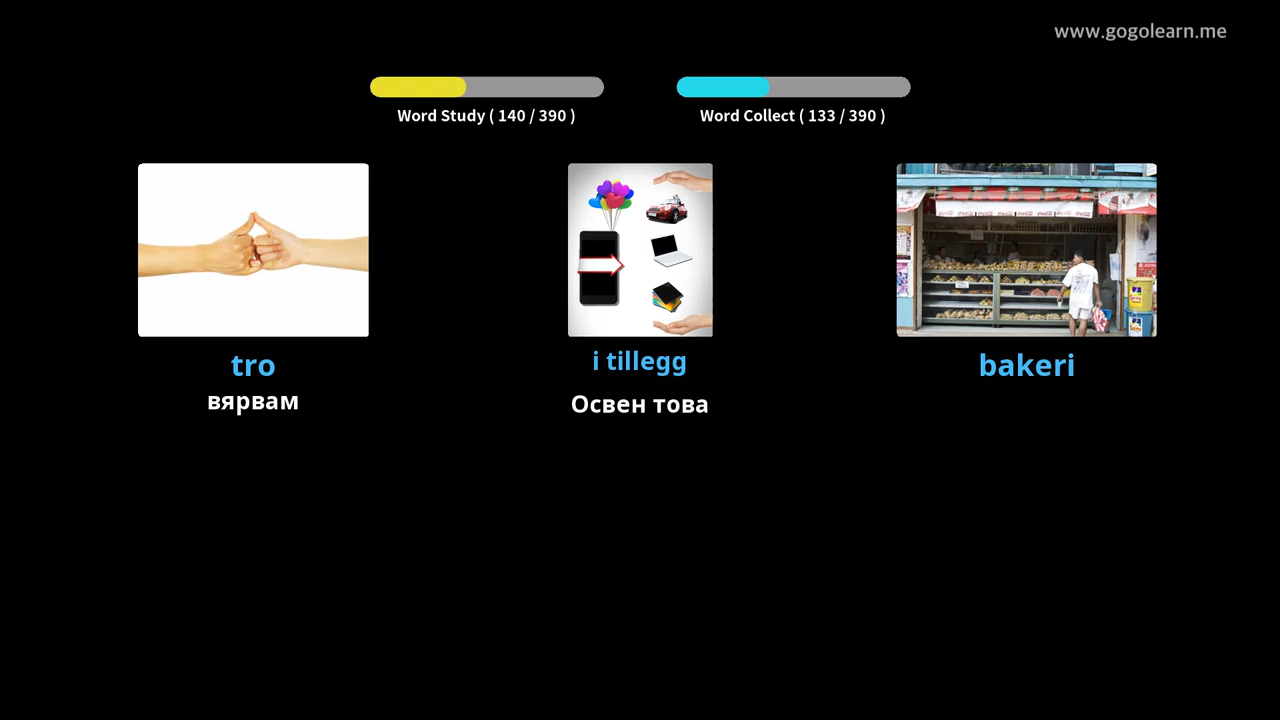 www.gogolearn.me
Word Study ( 140 / 390 )
Word Collect ( 133 / 390 )
tro
i tillegg
bakeri
вярвам
Освен това